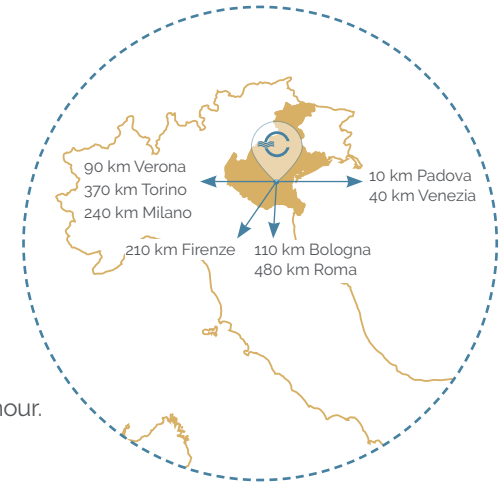 90 km Verona
370 km Torino
240 km Milano
10 km Padova
40 km Venezia
210 km Firenze
110 km Bologna
480 km Roma
hour.